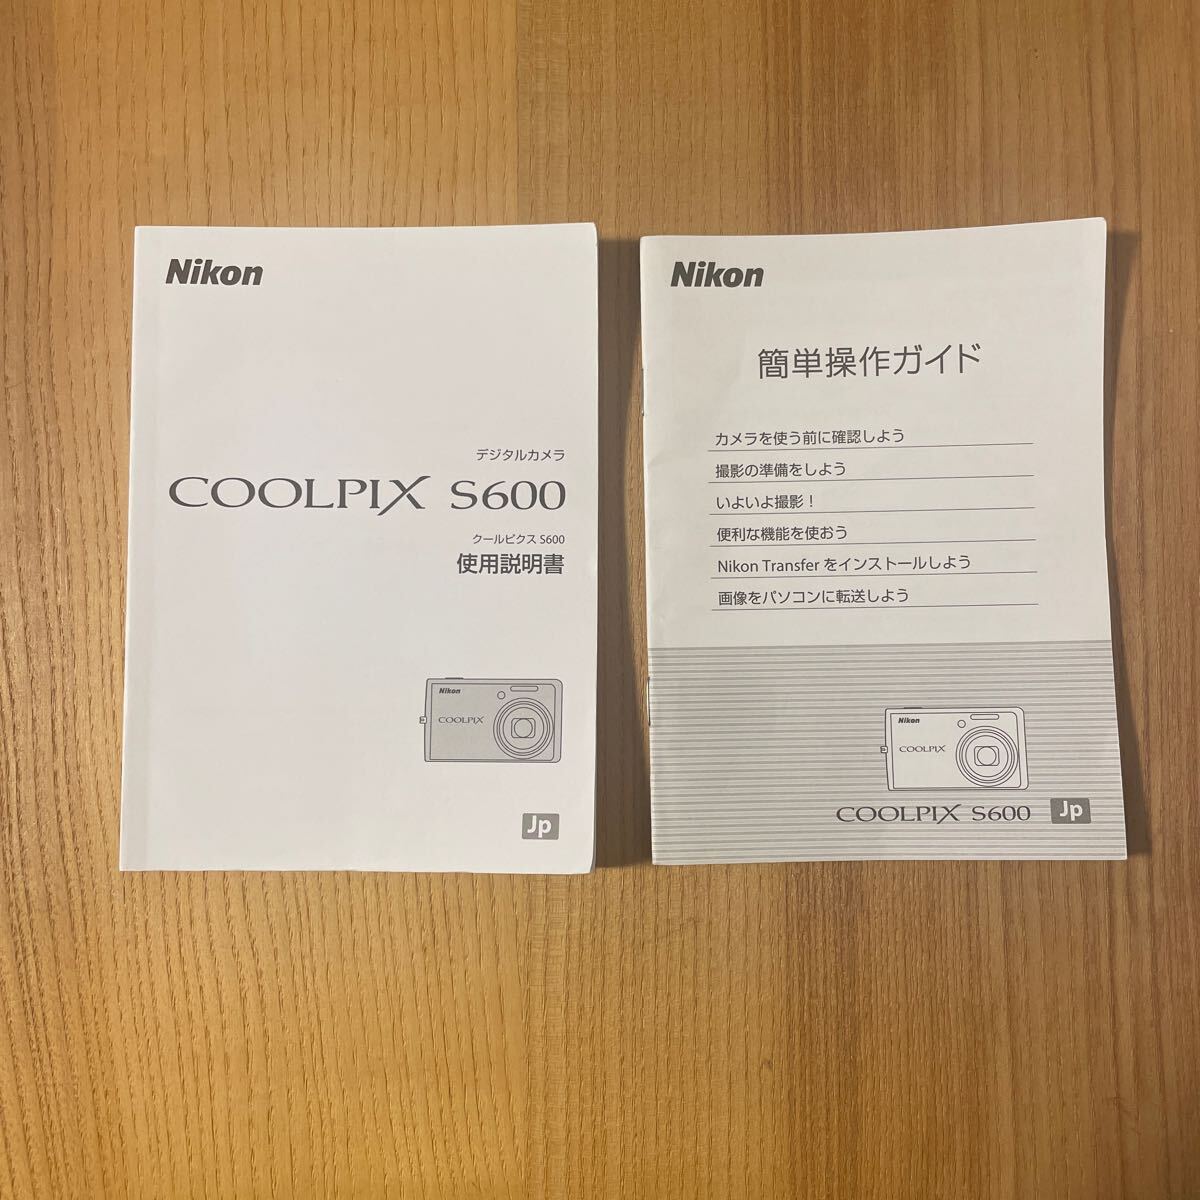 Nikon
デジタルカメラ
COOLPIX S600
クールピクス S600
使用説明書
Nikon
COOLPIX
Jp
Nikon
簡単操作ガイド
カメラを使う前に確認しよう
撮影の準備をしよう
いよいよ撮影！
便利な機能を使おう
Nikon Transfer をインストールしよう
画像をパソコンに転送しよう
Nikon
COOLPIX
COOLPIX S600 Jp